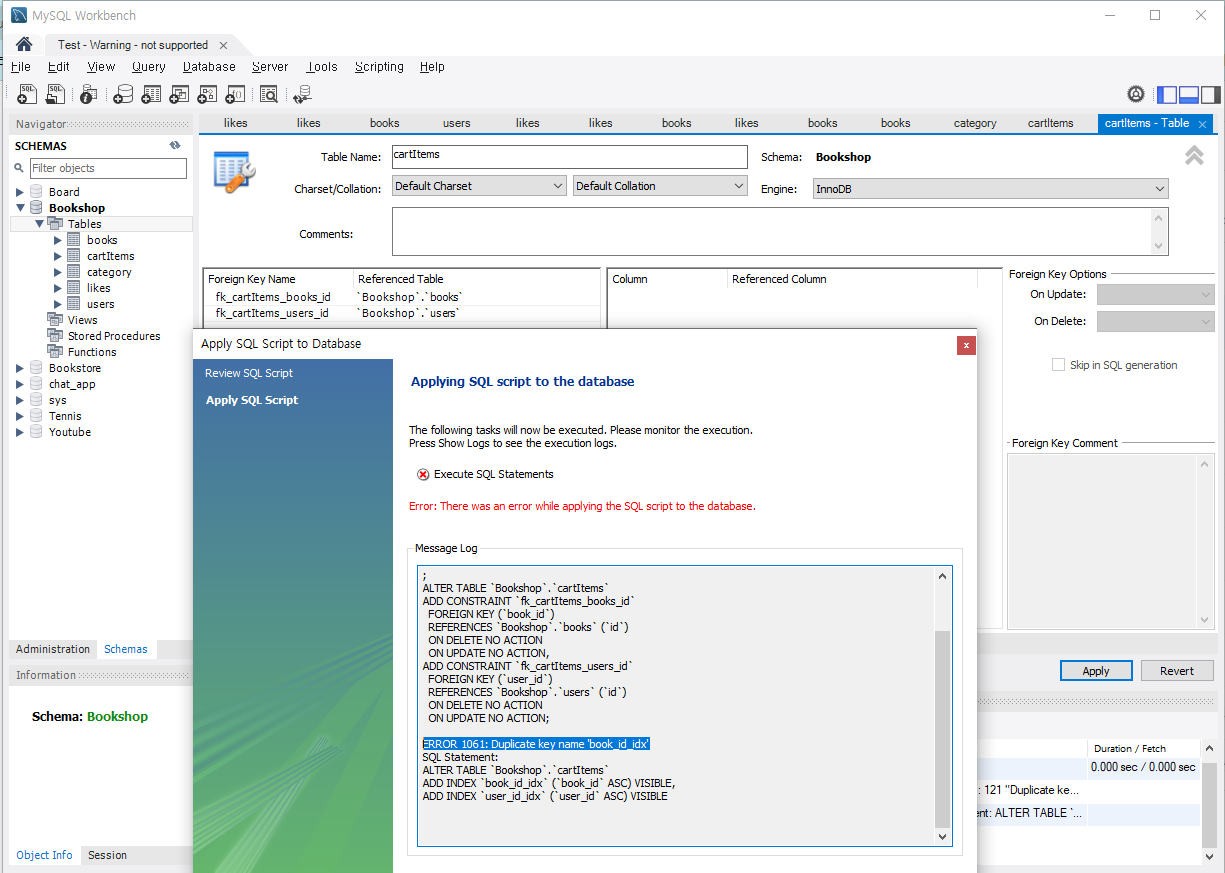 MySQL Workbench
Test - Warning - not supported
File Edit View Query Database Server Tools Scripting Help
Navigator
SCHEMAS
Filter objects
Board
Bookshop
Tables
books
cartItems
category
likes
users
Views
Stored Procedures
Functions
Bookstore
chat_app
sys
Tennis
Youtube
Administration Schemas
Information
Schema: Bookshop
Object Info Session
likes likes books users likes likes books likes books books category cartItems cartItems - Table
Table Name: cartItems Schema: Bookshop
Charset/Collation: Default Charset Default Collation Engine: InnoDB
Comments:
Foreign Key Name Referenced Table
fk_cartItems_books_id `Bookshop`.`books`
fk_cartItems_users_id `Bookshop`.`users`
Column Referenced Column
Foreign Key Options
On Update:
On Delete:
Skip in SQL generation
Foreign Key Comment
Apply Revert
Apply SQL Script to Database
x
Review SQL Script
Apply SQL Script
Applying SQL script to the database
The following tasks will now be executed. Please monitor the execution.
Press Show Logs to see the execution logs.
Execute SQL Statements
Error: There was an error while applying the SQL script to the database.
Message Log
;
ALTER TABLE `Bookshop`.`cartItems`
ADD CONSTRAINT `fk_cartItems_books_id`
FOREIGN KEY (`book_id`)
REFERENCES `Bookshop`.`books` (`id`)
ON DELETE NO ACTION
ON UPDATE NO ACTION,
ADD CONSTRAINT `fk_cartItems_users_id`
FOREIGN KEY (`user_id`)
REFERENCES `Bookshop`.`users` (`id`)
ON DELETE NO ACTION
ON UPDATE NO ACTION;
ERROR 1061: Duplicate key name 'book_id_idx'
SQL Statement:
ALTER TABLE `Bookshop`.`cartItems`
ADD INDEX `book_id_idx` (`book_id` ASC) VISIBLE,
ADD INDEX `user_id_idx` (`user_id` ASC) VISIBLE
Duration / Fetch
0.000 sec / 0.000 sec
: 121 "Duplicate ke...
ent: ALTER TABLE `...